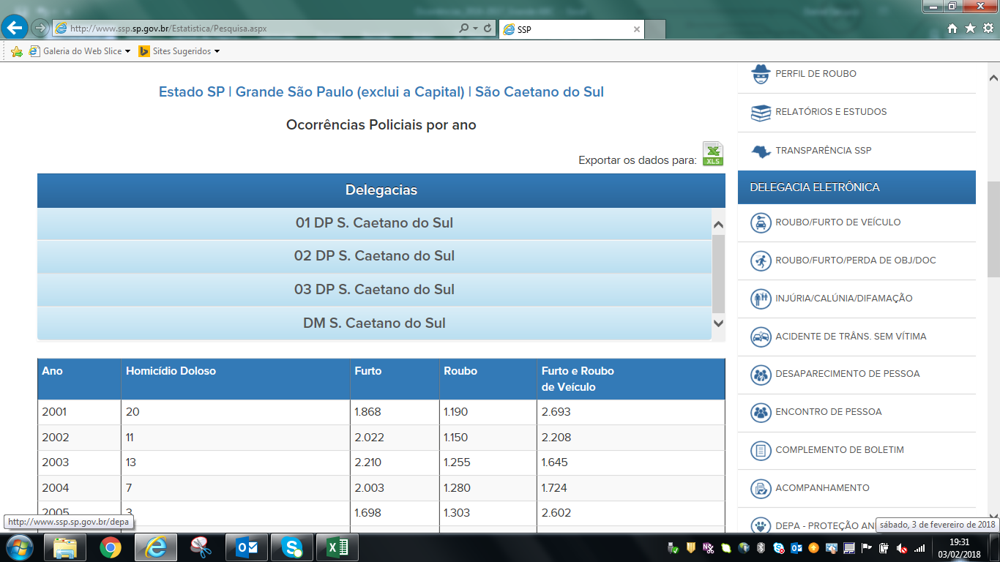 http://www.ssp.sp.gov.br/Estatistica/Pesquisa.aspx
SSP
Galeria do Web Slice
Sites Sugeridos
Estado SP | Grande São Paulo (exclui a Capital) | São Caetano do Sul
Ocorrências Policiais por ano
Exportar os dados para:
XLS
Delegacias
01 DP S. Caetano do Sul
02 DP S. Caetano do Sul
03 DP S. Caetano do Sul
DM S. Caetano do Sul
Ano Homicídio Doloso Furto Roubo Furto e Roubo
de Veículo
2001 20 1.868 1.190 2.693
2002 11 2.022 1.150 2.208
2003 13 2.210 1.255 1.645
2004 7 2.003 1.280 1.724
2005 3 1.698 1.303 2.602
PERFIL DE ROUBO
RELATÓRIOS E ESTUDOS
TRANSPARÊNCIA SSP
DELEGACIA ELETRÔNICA
ROUBO/FURTO DE VEÍCULO
ROUBO/FURTO/PERDA DE OBJ/DOC
INJÚRIA/CALÚNIA/DIFAMAÇÃO
ACIDENTE DE TRÂNS. SEM VÍTIMA
DESAPARECIMENTO DE PESSOA
ENCONTRO DE PESSOA
COMPLEMENTO DE BOLETIM
ACOMPANHAMENTO
DEPA - PROTEÇÃO
http://www.ssp.sp.gov.br/depa
sábado, 3 de fevereiro de 2018
19:31
03/02/2018